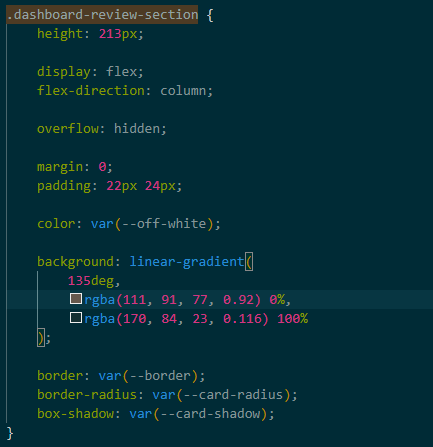 .dashboard-review-section {
height: 213px;
display: flex;
flex-direction: column;
overflow: hidden;
margin: 0;
padding: 22px 24px;
color: var(--off-white);
background: linear-gradient(
135deg,
rgba(111, 91, 77, 0.92) 0%,
rgba(170, 84, 23, 0.116) 100%
);
border: var(--border);
border-radius: var(--card-radius);
box-shadow: var(--card-shadow);
}